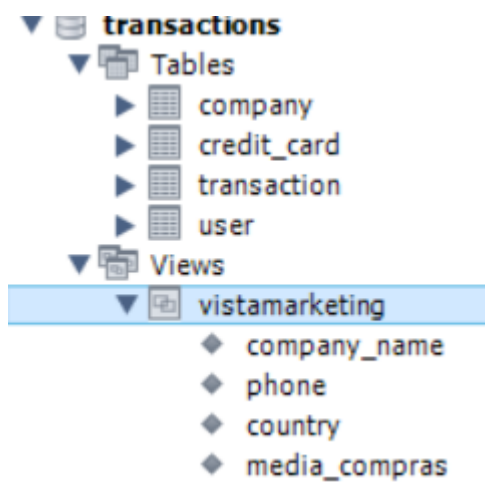 transactions
Tables
company
credit_card
transaction
user
Views
vistamarketing
company_name
phone
country
media_compras